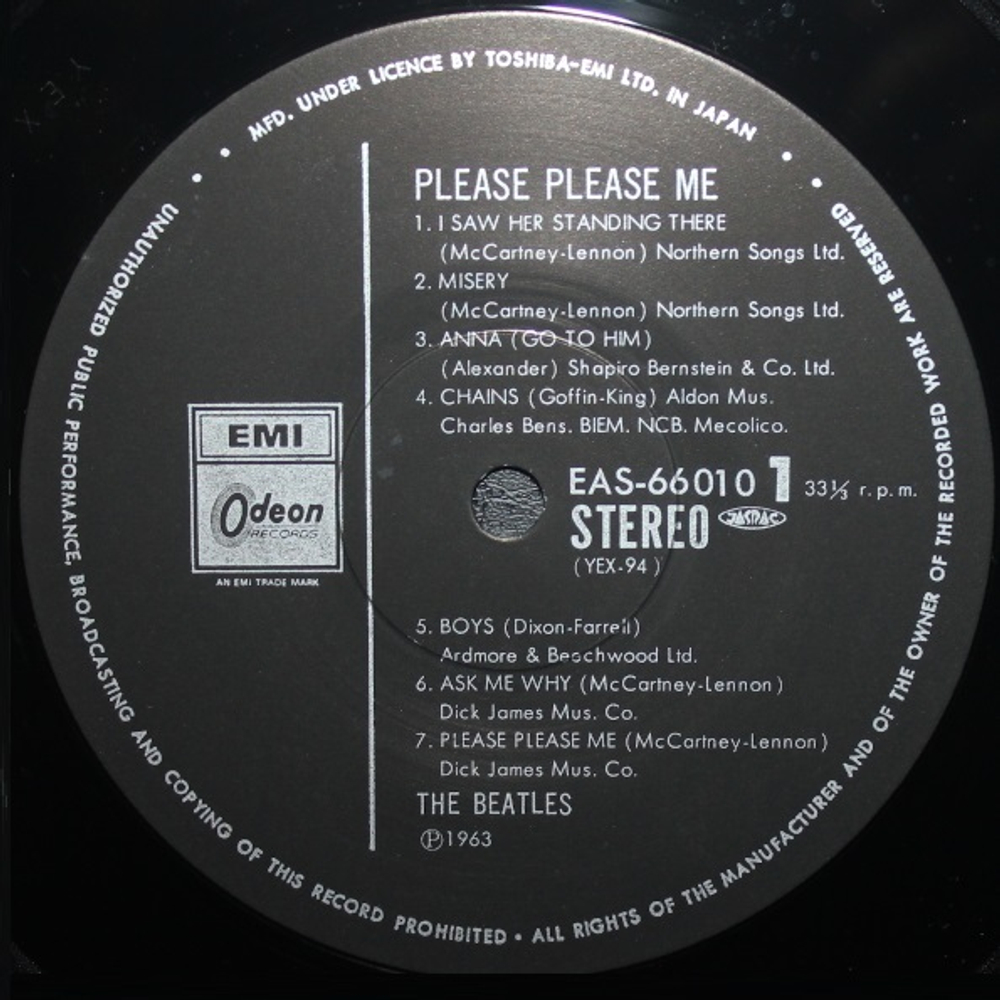 MFD. UNDER LICENCE BY TOSHIBA-EMI LTD. IN JAPAN
PLEASE PLEASE ME
1. I SAW HER STANDING THERE
(McCartney-Lennon) Northern Songs Ltd.
2. MISERY
(McCartney-Lennon) Northern Songs Ltd.
3. ANNA (GO TO HIM)
(Alexander) Shapiro Bernstein & Co. Ltd.
4. CHAINS (Goffin-King) Aldon Mus.
Charles Bens. BIEM. NCB. Mecolico.
EMI
Odeon
RECORDS
AN EMI TRADE MARK
EAS-66010 1 33⅓ r.p.m.
STEREO JASRAC
(YEX-94)
5. BOYS (Dixon-Farrell)
Ardmore & Beechwood Ltd.
6. ASK ME WHY (McCartney-Lennon)
Dick James Mus. Co.
7. PLEASE PLEASE ME (McCartney-Lennon)
Dick James Mus. Co.
THE BEATLES
Ⓟ1963
UNAUTHORIZED PUBLIC PERFORMANCE, BROADCASTING AND COPYING OF THIS RECORD PROHIBITED • ALL RIGHTS OF THE MANUFACTURER AND OF THE OWNER OF THE RECORDED WORK ARE RESERVED